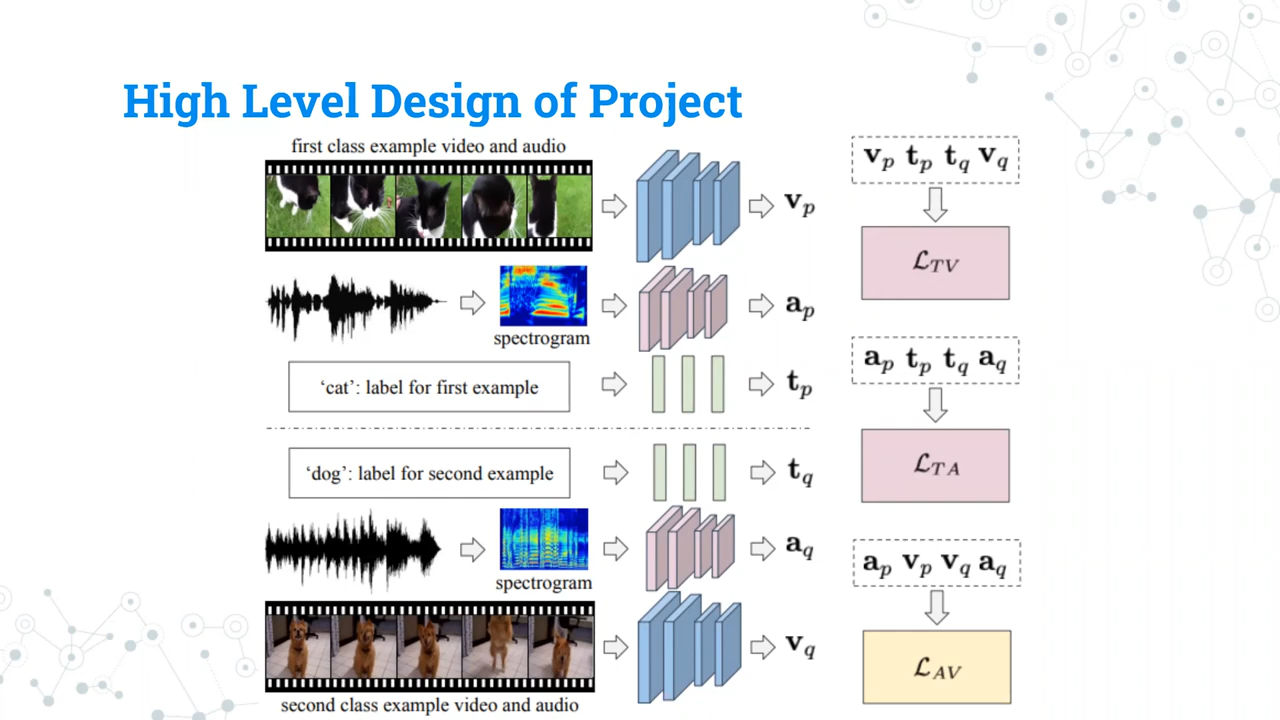 High Level Design of Project
first class example video and audio
v_p
spectrogram
a_p
‘cat’: label for first example
t_p
‘dog’: label for second example
t_q
spectrogram
a_q
v_q
second class example video and audio
v_p t_p t_q v_q
ℒ_TV
a_p t_p t_q a_q
ℒ_TA
a_p v_p v_q a_q
ℒ_AV